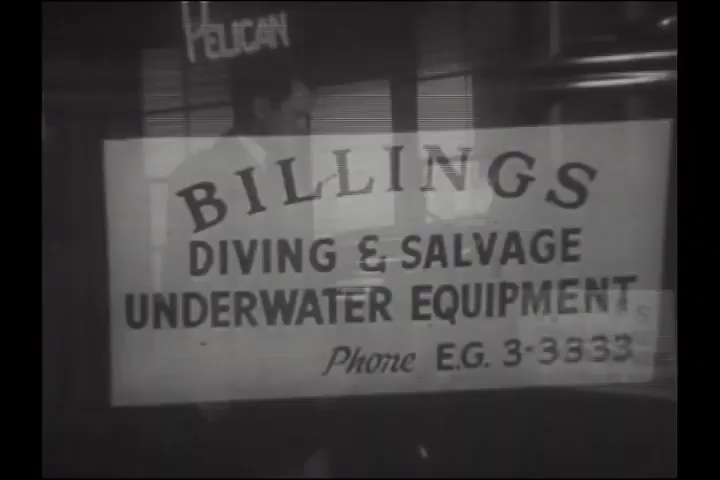 PELICAN
BILLINGS
DIVING & SALVAGE
UNDERWATER EQUIPMENT
Phone E.G. 3-3333